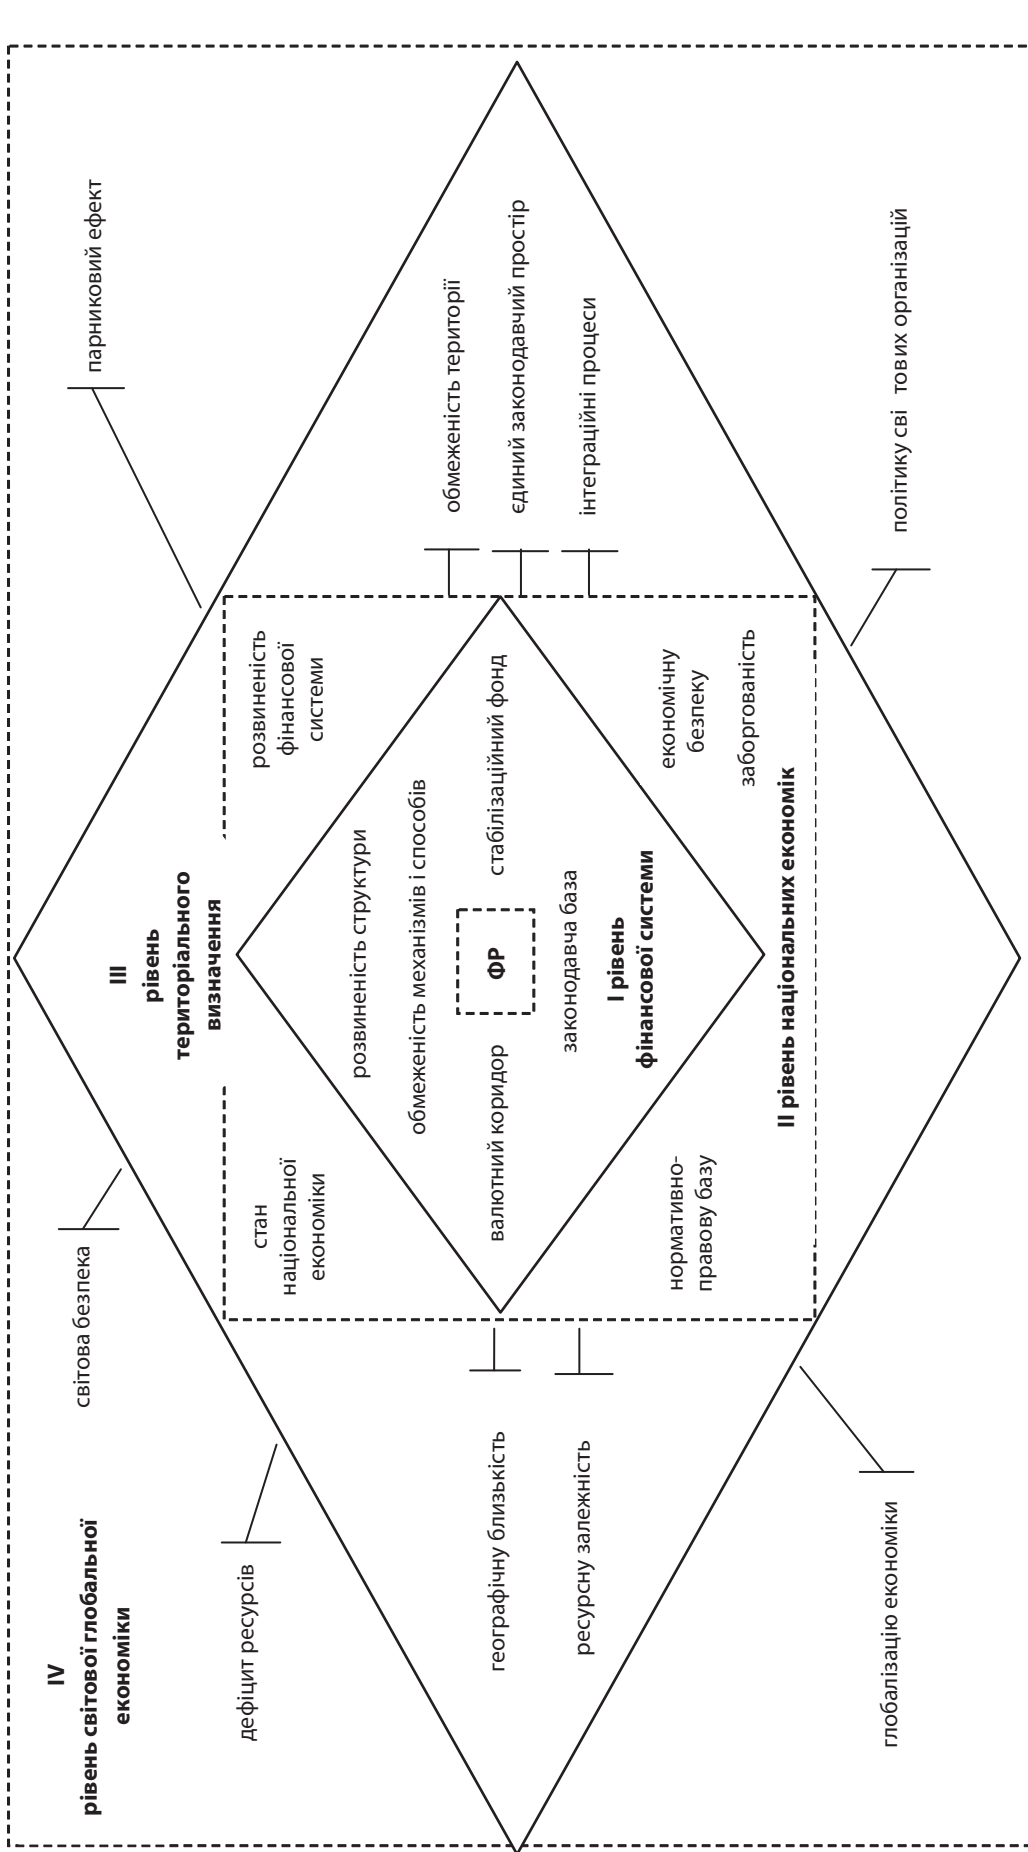 IV
рівень світової глобальної
економіки
світова безпека
парниковий ефект
дефіцит ресурсів
III
рівень
територіального
визначення
стан
національної
економіки
розвиненість
фінансової
системи
розвиненість структури
обмеженість механізмів і способів
валютний коридор
ФР
стабілізаційний фонд
законодавча база
І рівень
фінансової системи
географічну близькість
ресурсну залежність
обмеженість території
єдиний законодавчий простір
інтеграційні процеси
нормативно-
правову базу
економічну
безпеку
заборгованість
ІІ рівень національних економік
глобалізацію економіки
політику сві тових організацій